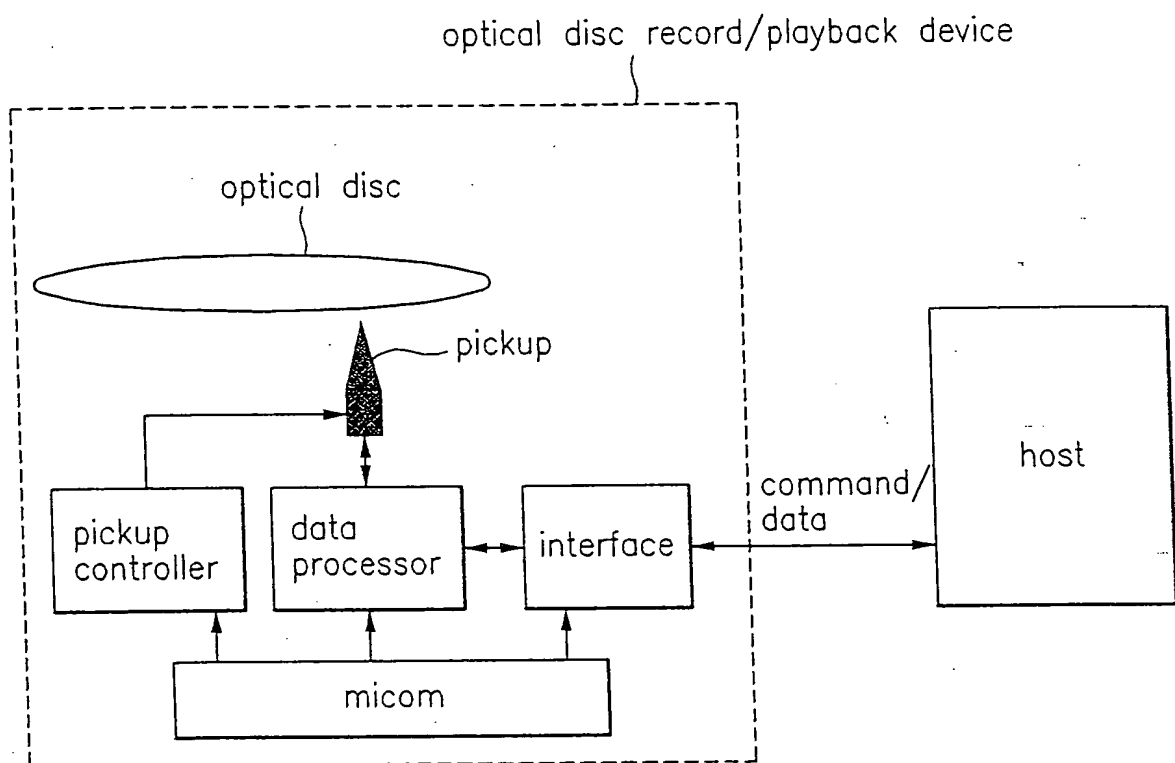 optical disc record/playback device
optical disc
pickup
host
command/
data
pickup
controller
data
processor
interface
micom